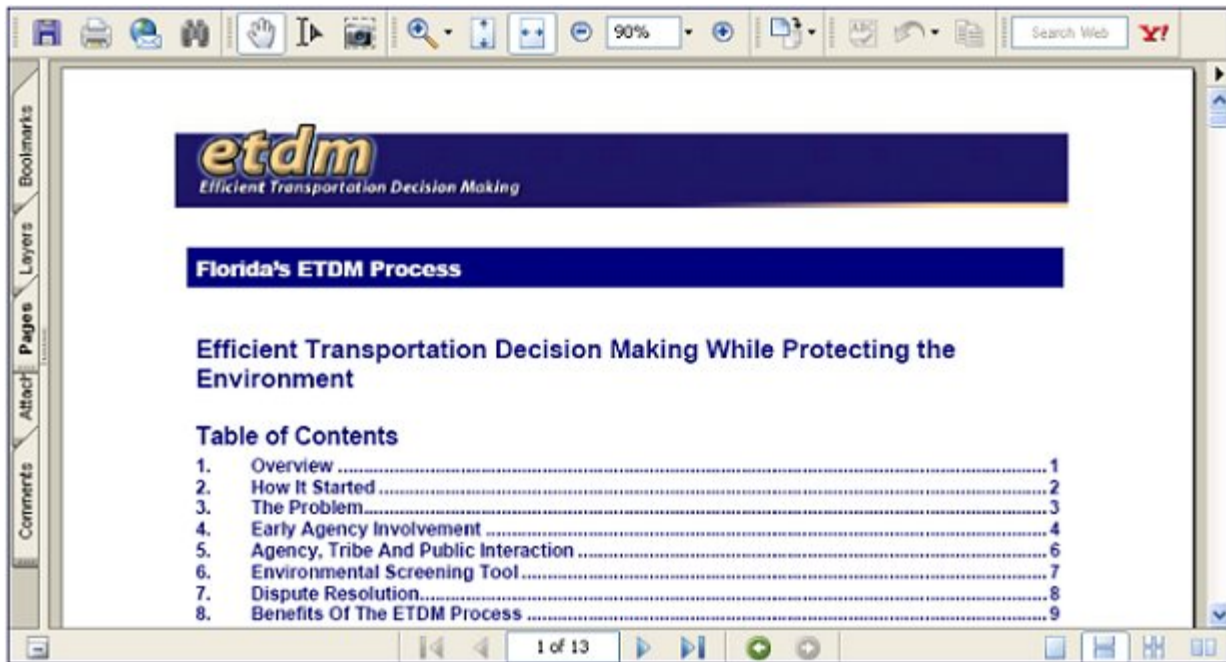 90%
Search Web
Y!
Bookmarks
Layers
Pages
Attach
Comments
etdm
Efficient Transportation Decision Making
Florida's ETDM Process
Efficient Transportation Decision Making While Protecting the
Environment
Table of Contents
1. Overview ........ 1
2. How It Started ........ 2
3. The Problem ........ 3
4. Early Agency Involvement ........ 4
5. Agency, Tribe And Public Interaction ........ 6
6. Environmental Screening Tool ........ 7
7. Dispute Resolution ........ 8
8. Benefits Of The ETDM Process ........ 9
1 of 13